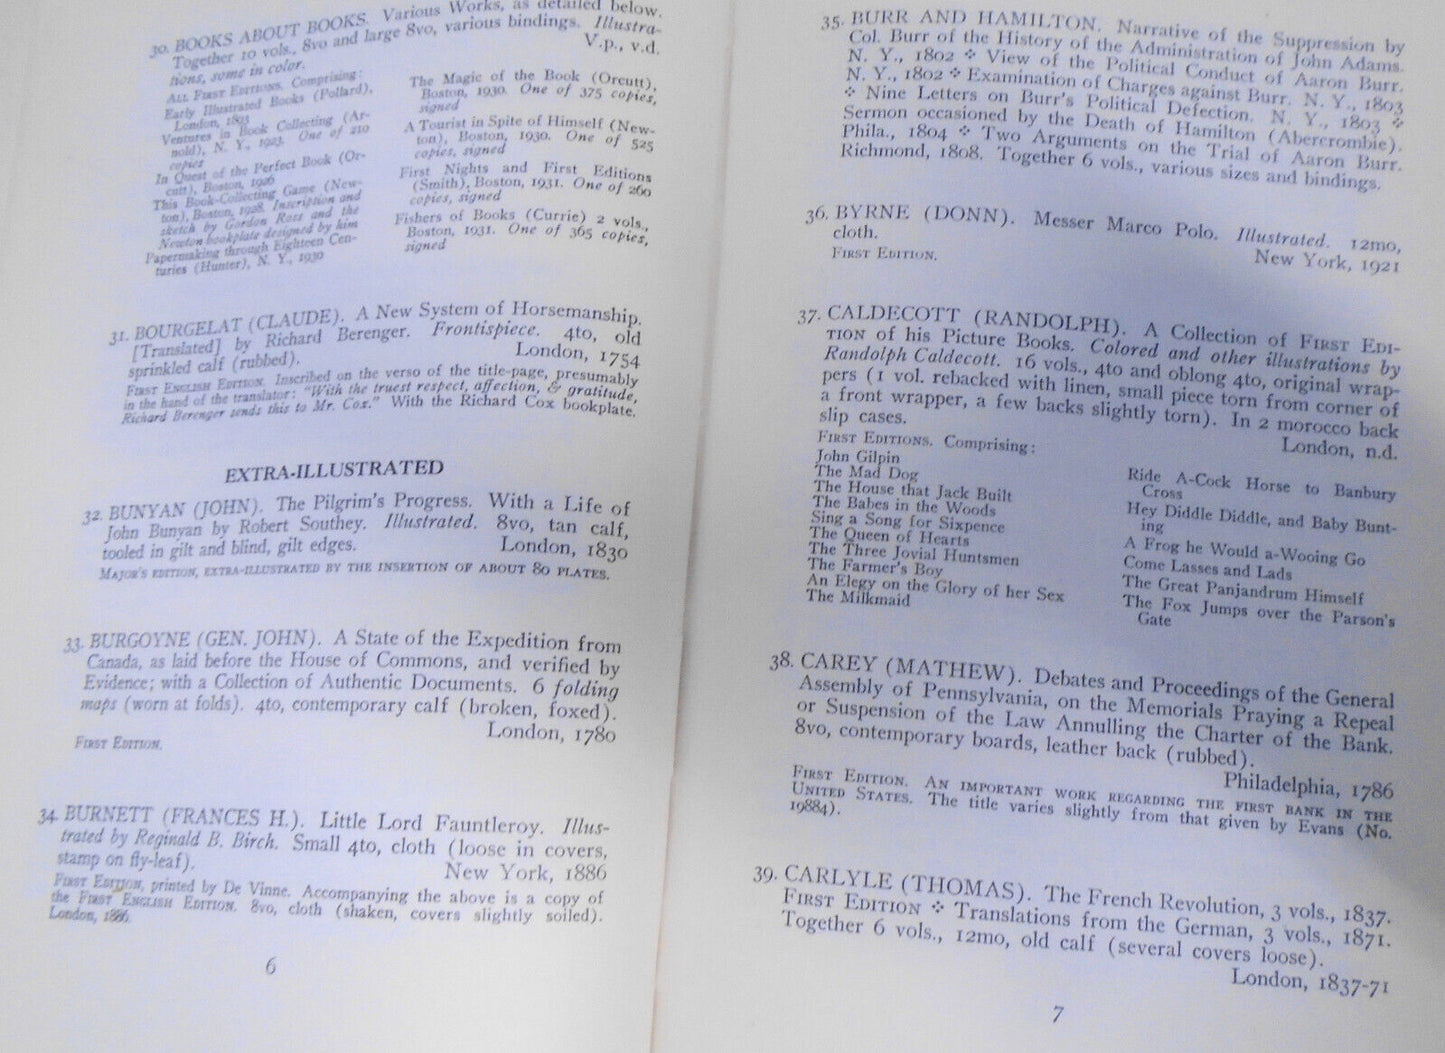 30. BOOKS ABOUT BOOKS. Various Works, as detailed below.
Together 10 vols., 8vo and large 8vo, various bindings. Illustra-
tions, some in color.
V.p., v.d.
ALL FIRST EDITIONS. Comprising:
Early Illustrated Books (Pollard),
London, 1893
Ventures in Book Collecting (Ar-
nold), N. Y., 1923. One of 210
copies
In Quest of the Perfect Book (Or-
cutt), Boston, 1926
This Book-Collecting Game (New-
ton), Boston, 1928. Inscription and
sketch by Gordon Ross and the
Newton bookplate designed by him
Papermaking through Eighteen Cen-
turies (Hunter), N. Y., 1930
The Magic of the Book (Orcutt),
Boston, 1930. One of 375 copies,
signed
A Tourist in Spite of Himself (New-
ton), Boston, 1930. One of 525
copies, signed
First Nights and First Editions
(Smith), Boston, 1931. One of 260
copies, signed
Fishers of Books (Currie) 2 vols.,
Boston, 1931. One of 365 copies,
signed
31. BOURGELAT (CLAUDE). A New System of Horsemanship.
[Translated] by Richard Berenger. Frontispiece. 4to, old
sprinkled calf (rubbed).
London, 1754
FIRST ENGLISH EDITION. Inscribed on the verso of the title-page, presumably
in the hand of the translator: "With the truest respect, affection, & gratitude,
Richard Berenger sends this to Mr. Cox." With the Richard Cox bookplate.
EXTRA-ILLUSTRATED
32. BUNYAN (JOHN). The Pilgrim's Progress. With a Life of
John Bunyan by Robert Southey. Illustrated. 8vo, tan calf,
tooled in gilt and blind, gilt edges.
London, 1830
MAJOR'S EDITION, EXTRA-ILLUSTRATED BY THE INSERTION OF ABOUT 80 PLATES.
33. BURGOYNE (GEN. JOHN). A State of the Expedition from
Canada, as laid before the House of Commons, and verified by
Evidence; with a Collection of Authentic Documents. 6 folding
maps (worn at folds). 4to, contemporary calf (broken, foxed).
London, 1780
FIRST EDITION.
34. BURNETT (FRANCES H.). Little Lord Fauntleroy. Illus-
trated by Reginald B. Birch. Small 4to, cloth (loose in covers,
stamp on fly-leaf).
New York, 1886
FIRST EDITION, printed by De Vinne. Accompanying the above is a copy of
the FIRST ENGLISH EDITION. 8vo, cloth (shaken, covers slightly soiled).
London, 1886.
6
35. BURR AND HAMILTON. Narrative of the Suppression by
Col. Burr of the History of the Administration of John Adams.
N. Y., 1802 ❖ View of the Political Conduct of Aaron Burr.
N. Y., 1802 ❖ Examination of Charges against Burr. N. Y., 1803
❖ Nine Letters on Burr's Political Defection. N. Y., 1803 ❖
Sermon occasioned by the Death of Hamilton (Abercrombie).
Phila., 1804 ❖ Two Arguments on the Trial of Aaron Burr.
Richmond, 1808. Together 6 vols., various sizes and bindings.
36. BYRNE (DONN). Messer Marco Polo. Illustrated. 12mo,
cloth.
New York, 1921
FIRST EDITION.
37. CALDECOTT (RANDOLPH). A Collection of FIRST EDI-
TION of his Picture Books. Colored and other illustrations by
Randolph Caldecott. 16 vols., 4to and oblong 4to, original wrap-
pers (1 vol. rebacked with linen, small piece torn from corner of
a front wrapper, a few backs slightly torn). In 2 morocco back
slip cases.
London, n.d.
FIRST EDITIONS. Comprising:
John Gilpin
The Mad Dog
The House that Jack Built
The Babes in the Woods
Sing a Song for Sixpence
The Queen of Hearts
The Three Jovial Huntsmen
The Farmer's Boy
An Elegy on the Glory of her Sex
The Milkmaid
Ride A-Cock Horse to Banbury
Cross
Hey Diddle Diddle, and Baby Bunt-
ing
A Frog he Would a-Wooing Go
Come Lasses and Lads
The Great Panjandrum Himself
The Fox Jumps over the Parson's
Gate
38. CAREY (MATHEW). Debates and Proceedings of the General
Assembly of Pennsylvania, on the Memorials Praying a Repeal
or Suspension of the Law Annulling the Charter of the Bank.
8vo, contemporary boards, leather back (rubbed).
Philadelphia, 1786
FIRST EDITION. AN IMPORTANT WORK REGARDING THE FIRST BANK IN THE
UNITED STATES. The title varies slightly from that given by Evans (No.
19884).
39. CARLYLE (THOMAS). The French Revolution, 3 vols., 1837.
FIRST EDITION ❖ Translations from the German, 3 vols., 1871.
Together 6 vols., 12mo, old calf (several covers loose).
London, 1837-71
7